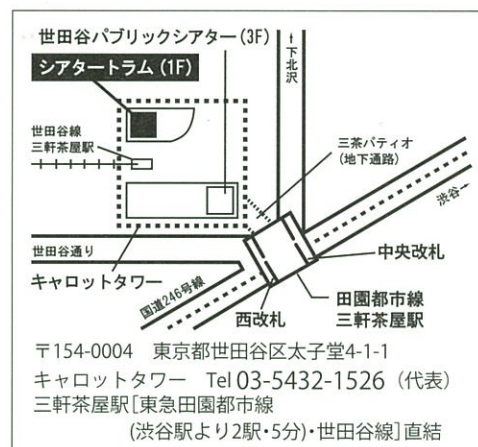 世田谷パブリックシアター(3F)
シアタートラム(1F)
↑下北沢
世田谷線
三軒茶屋駅
三茶パティオ
(地下通路)
渋谷→
世田谷通り
中央改札
キャロットタワー
国道246号線
田園都市線
三軒茶屋駅
西改札
〒154-0004 東京都世田谷区太子堂4-1-1
キャロットタワー Tel 03-5432-1526 (代表)
三軒茶屋駅[東急田園都市線
(渋谷駅より2駅・5分)・世田谷線]直結